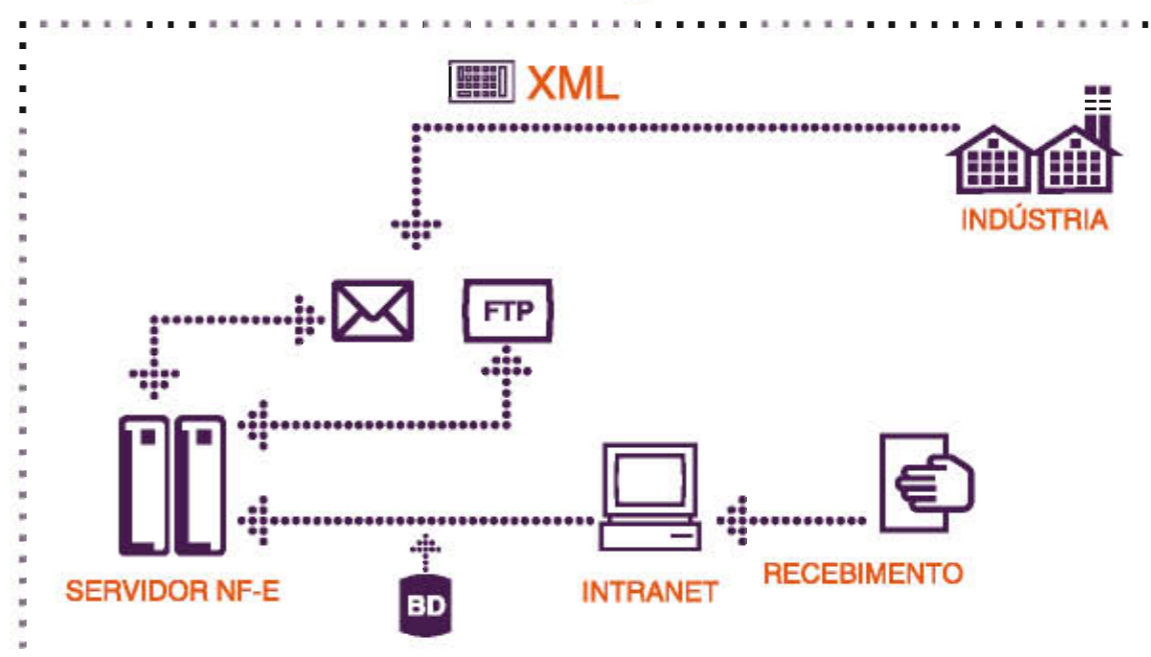 XML
INDÚSTRIA
FTP
SERVIDOR NF-E
BD
INTRANET
RECEBIMENTO